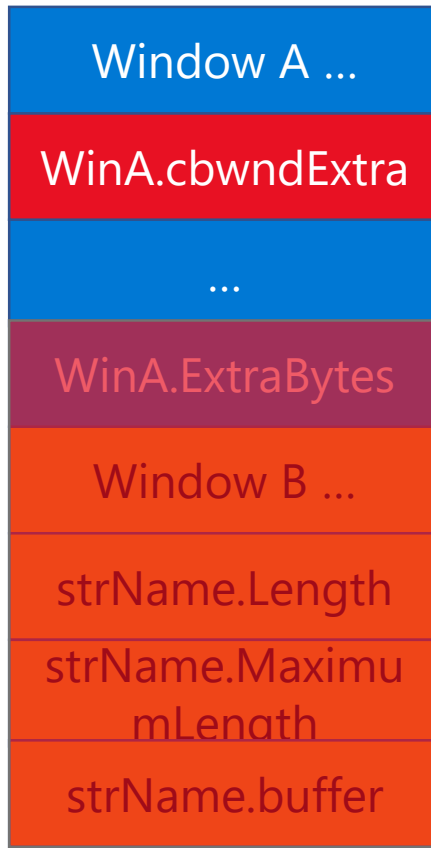 Window A ...
WinA.cbwndExtra
...
WinA.ExtraBytes
Window B ...
strName.Length
strName.Maximu
mLength
strName.buffer